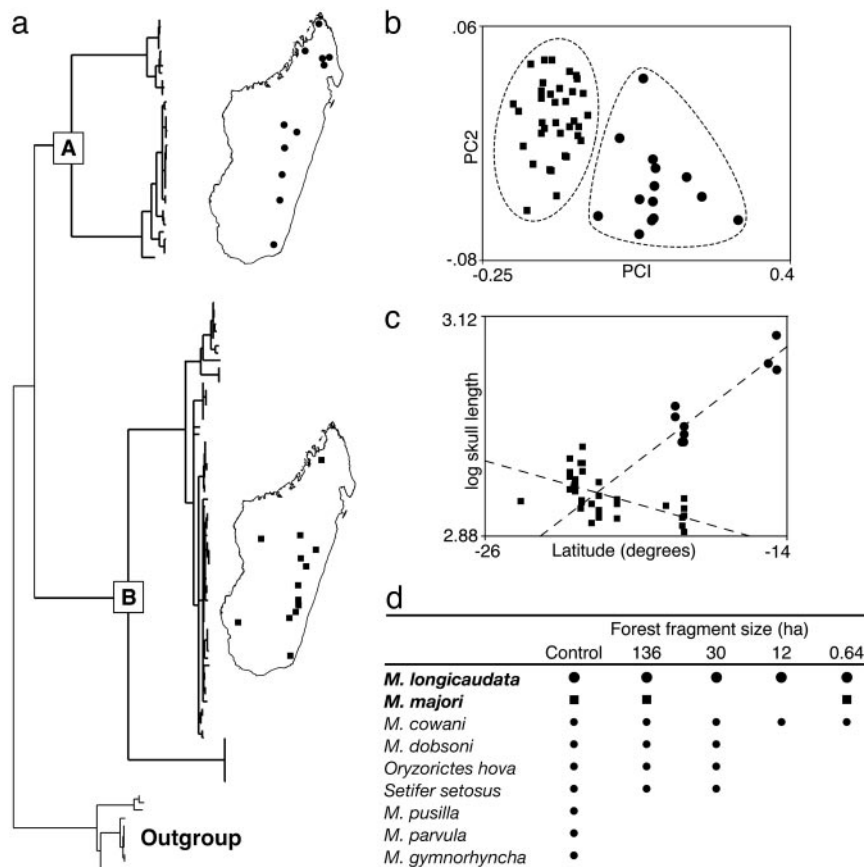 a
A
B
Outgroup
b
.06
PC2
-.08
-0.25
PCI
0.4
c
3.12
log skull length
2.88
-26
Latitude (degrees)
-14
d
Forest fragment size (ha)
Control 136 30 12 0.64
M. longicaudata
M. majori
M. cowani
M. dobsoni
Oryzorictes hova
Setifer setosus
M. pusilla
M. parvula
M. gymnorhyncha